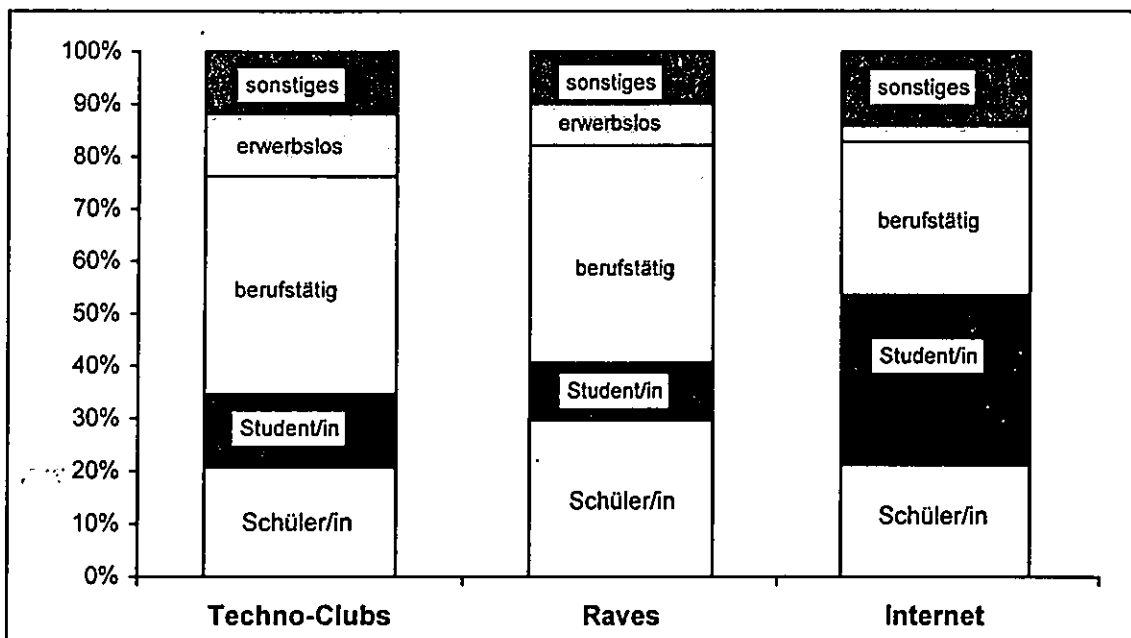 100%
90%
80%
70%
60%
50%
40%
30%
20%
10%
0%
sonstiges
erwerbslos
berufstätig
Student/in
Schüler/in
sonstiges
erwerbslos
berufstätig
Student/in
Schüler/in
sonstiges
berufstätig
Student/in
Schüler/in
Techno-Clubs Raves Internet